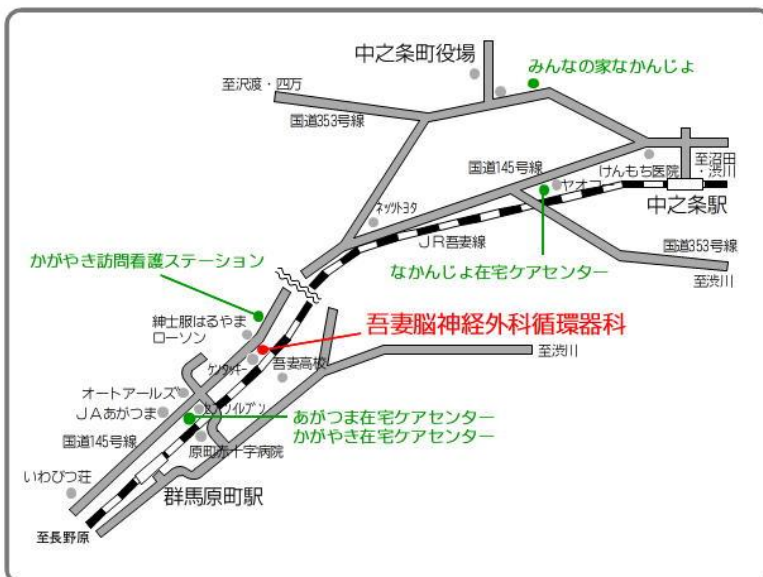 中之条町役場
みんなの家なかんじょ
至沢渡・四万
国道353号線
国道145号線
けんもち医院
至沼田
・渋川
ヤオコー
中之条駅
ネッツトヨタ
JR吾妻線
国道353号線
至渋川
なかんじょ在宅ケアセンター
かがやき訪問看護ステーション
紳士服はるやま
ローソン
吾妻脳神経外科循環器科
至渋川
ケンタッキー
吾妻高校
オートアールズ
JAあがつま
セブンイレブン
あがつま在宅ケアセンター
かがやき在宅ケアセンター
国道145号線
原町赤十字病院
いわびつ荘
群馬原町駅
至長野原